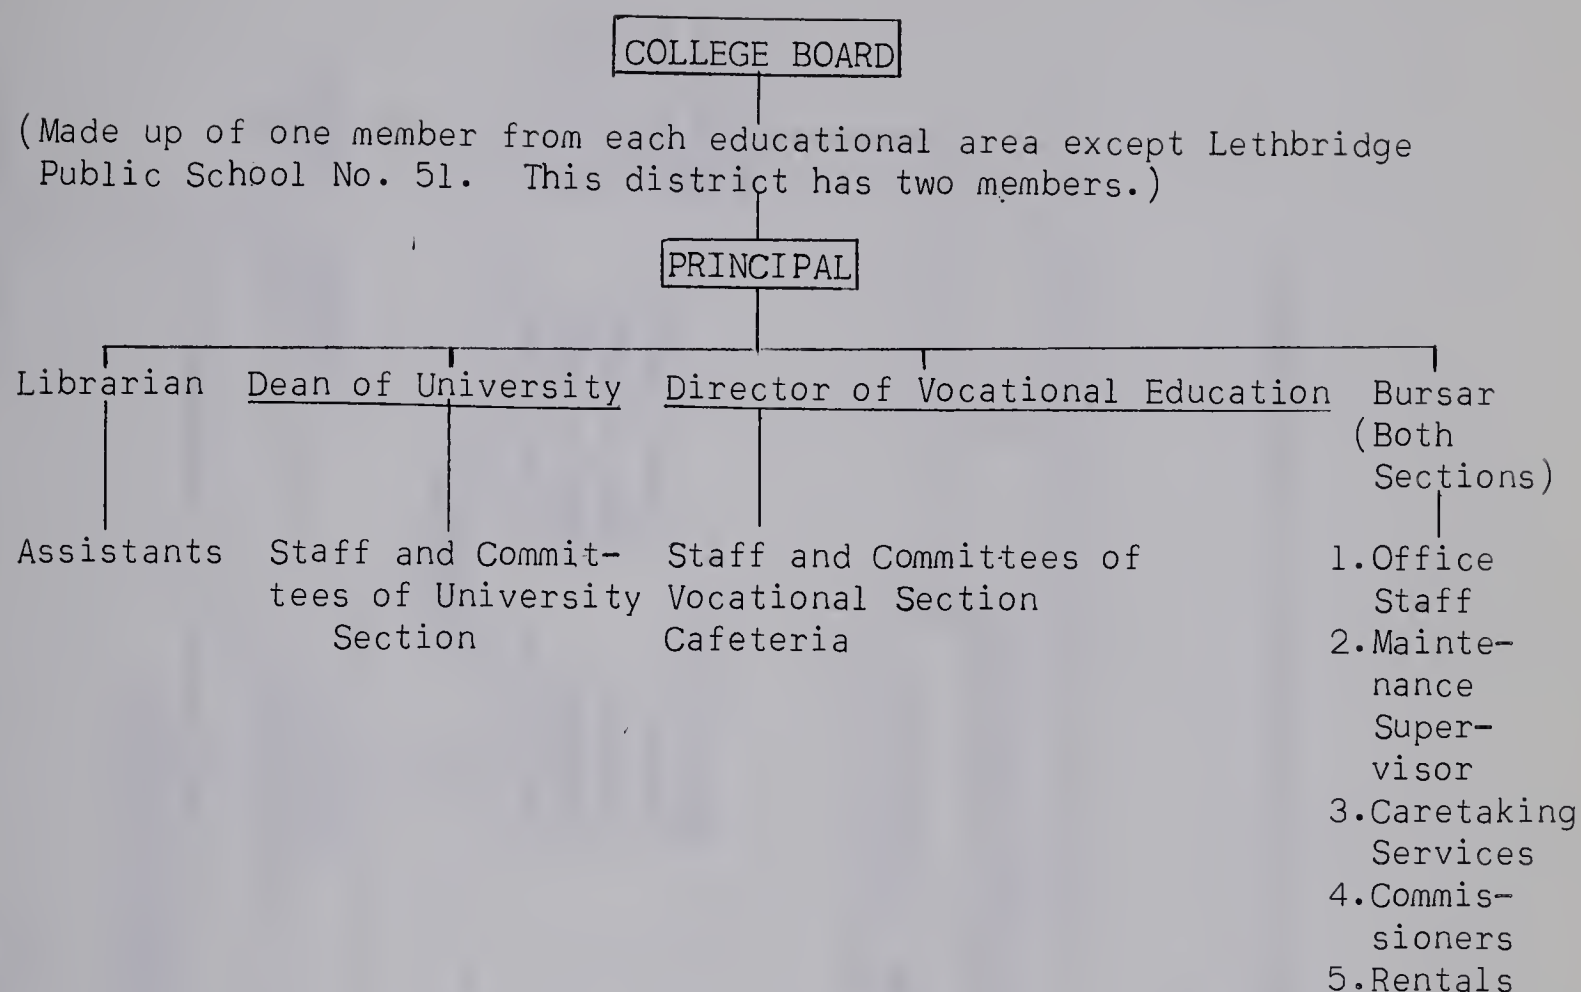 COLLEGE BOARD
(Made up of one member from each educational area except Lethbridge
Public School No. 51. This district has two members.)
PRINCIPAL
Librarian
Dean of University
Director of Vocational Education
Bursar
(Both
Sections)
Assistants
Staff and Commit-
tees of University
Section
Staff and Committees of
Vocational Section
Cafeteria
1.Office
Staff
2.Mainte-
nance
Super-
visor
3.Caretaking
Services
4.Commis-
sioners
5.Rentals